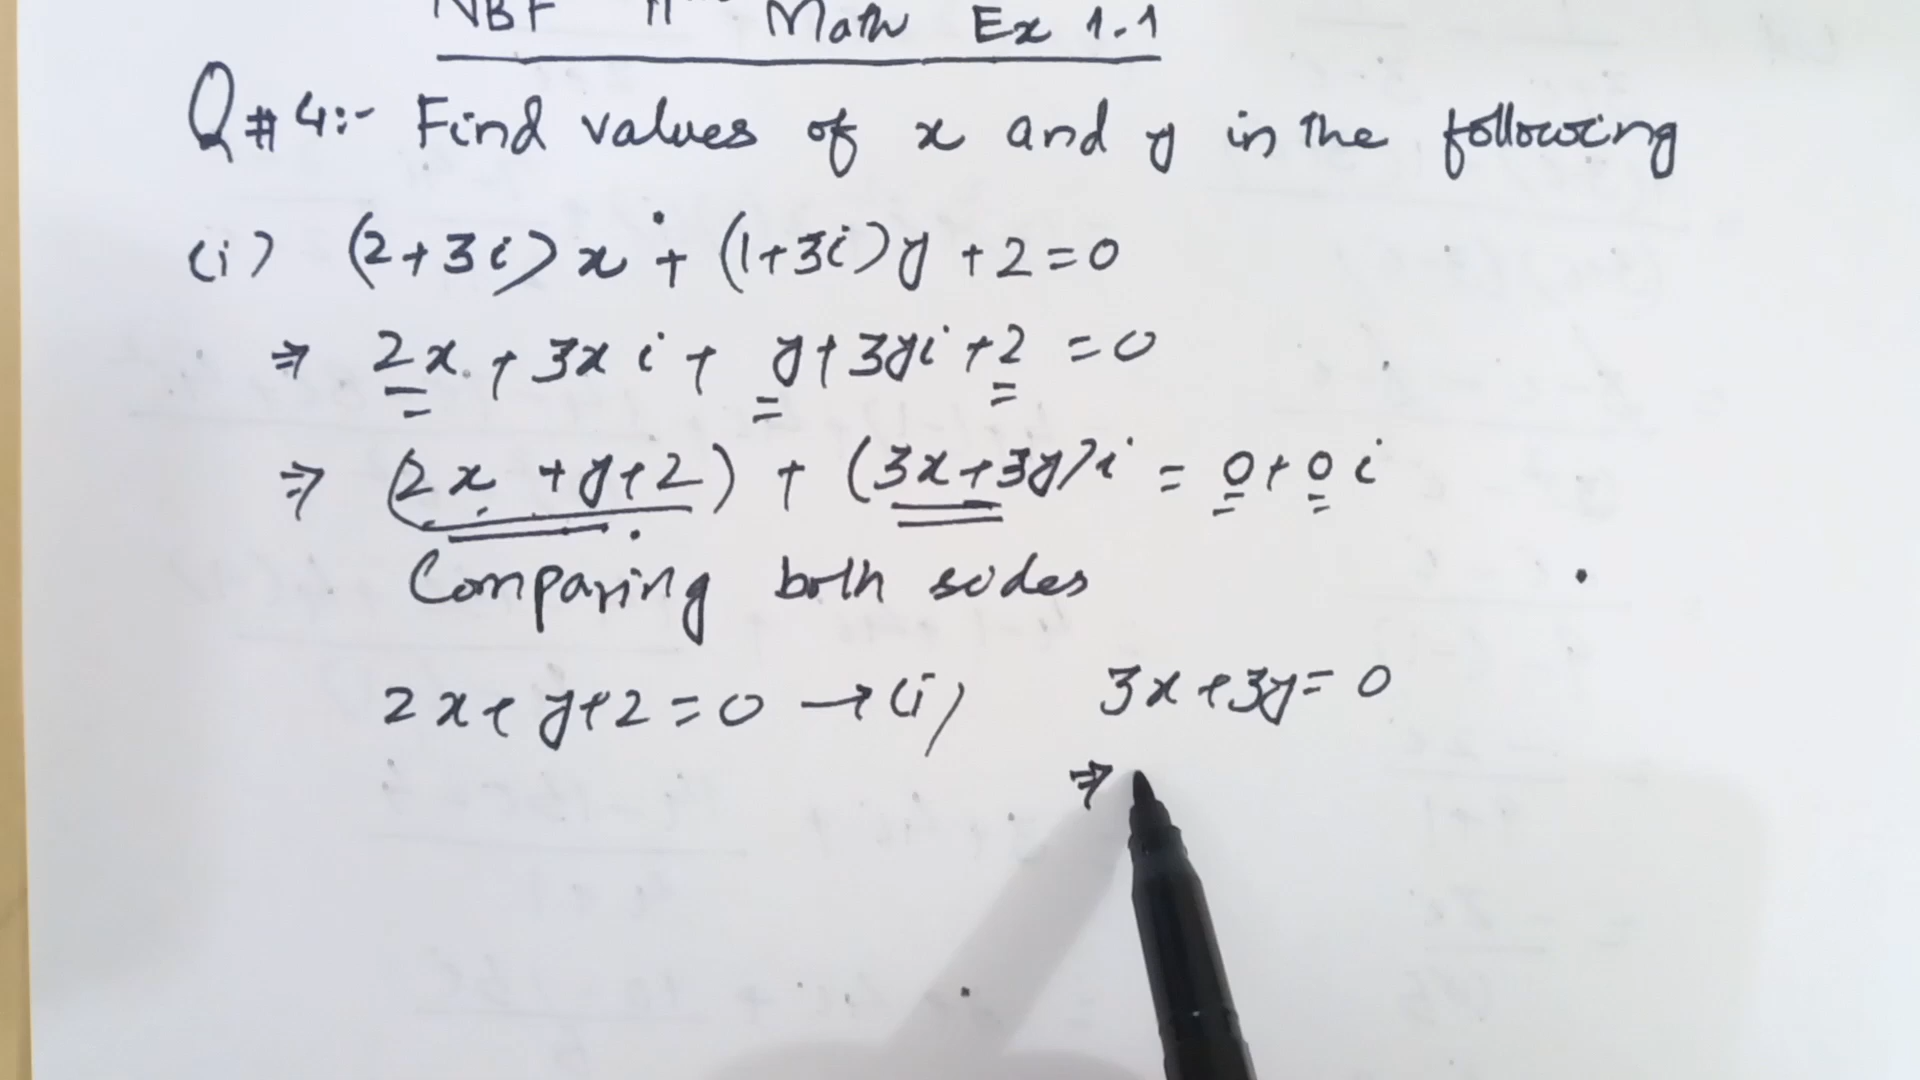 NBF 11 Math Ex 1.1
Q#4:- Find values of x and y in the following
(i) (2+3i)x + (1+3i)y + 2 = 0
⇒ 2x + 3xi + y + 3yi + 2 = 0
⇒ (2x + y + 2) + (3x + 3y)i = 0 + 0i
Comparing both sides
2x + y + 2 = 0 → (i) 3x + 3y = 0
⇒